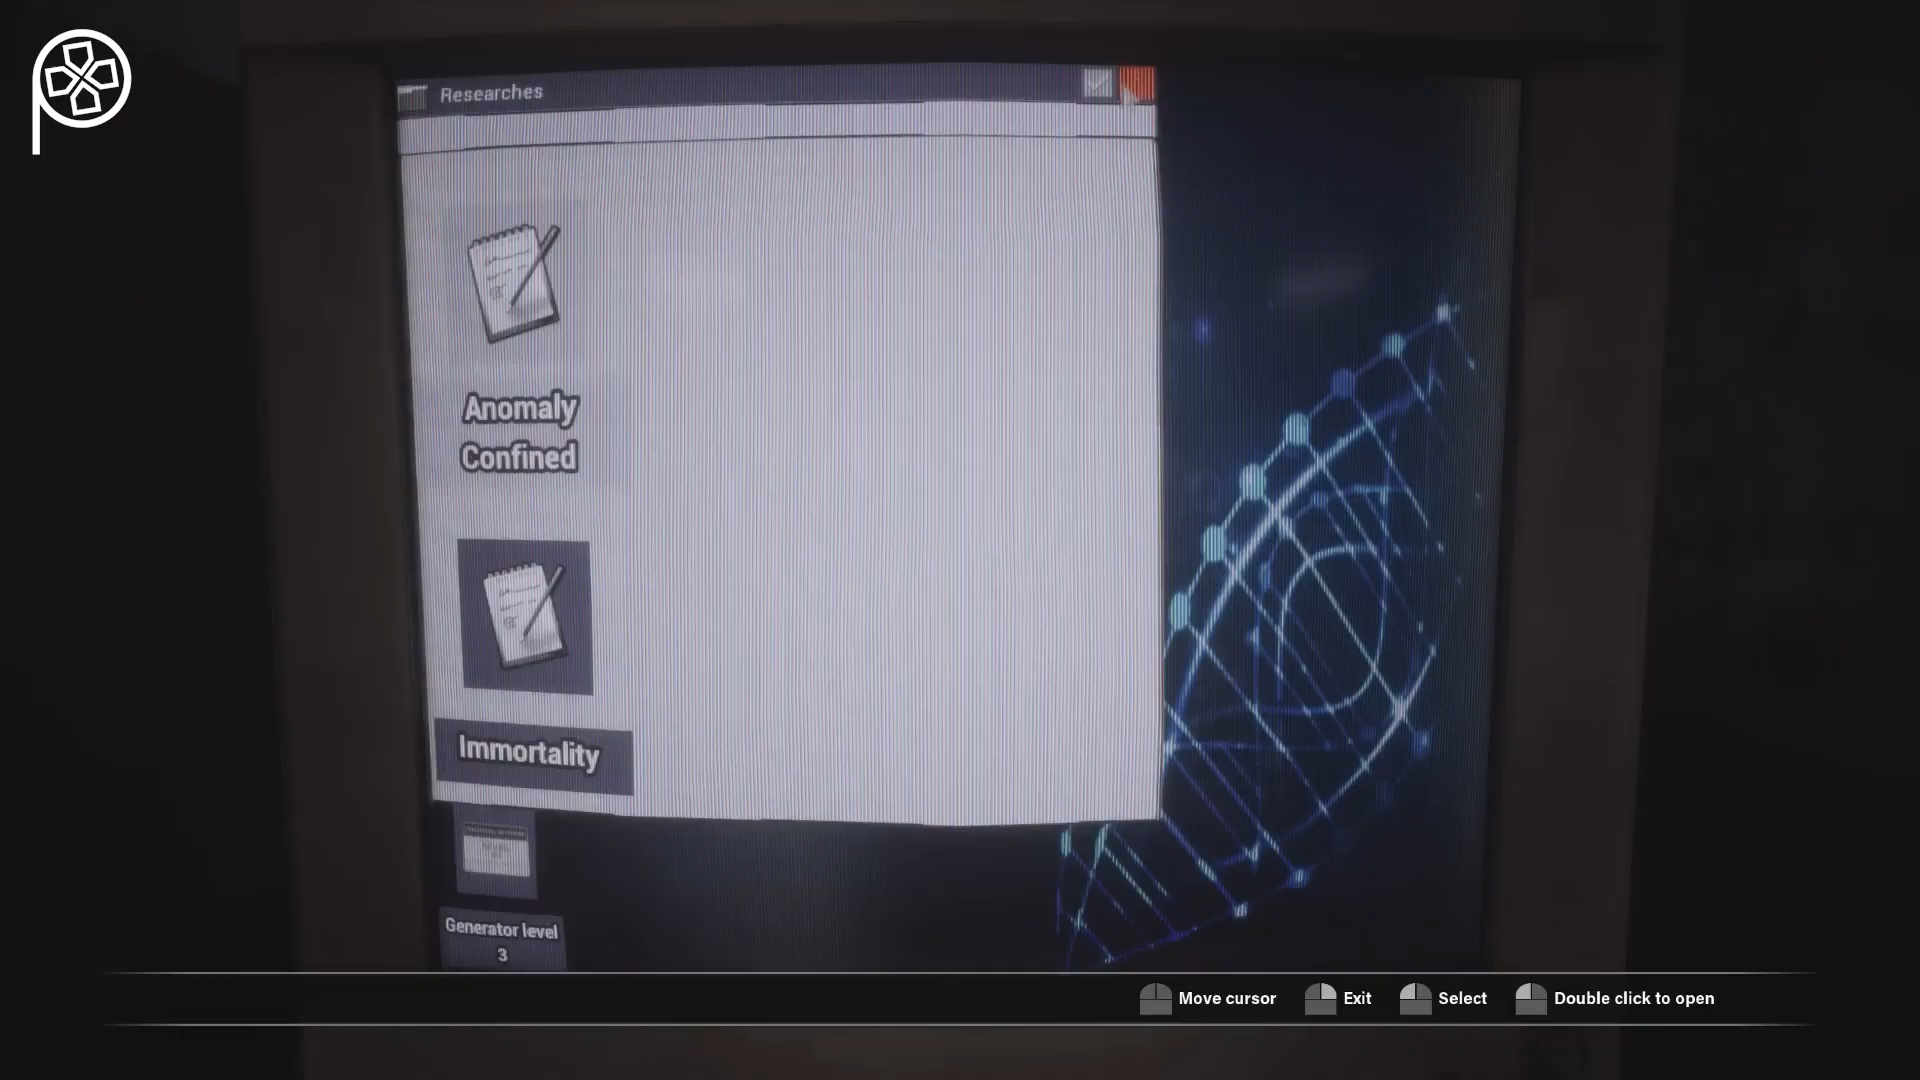 Researches
Anomaly
Confined
Immortality
Generator level
3
Move cursor
Exit
Select
Double click to open